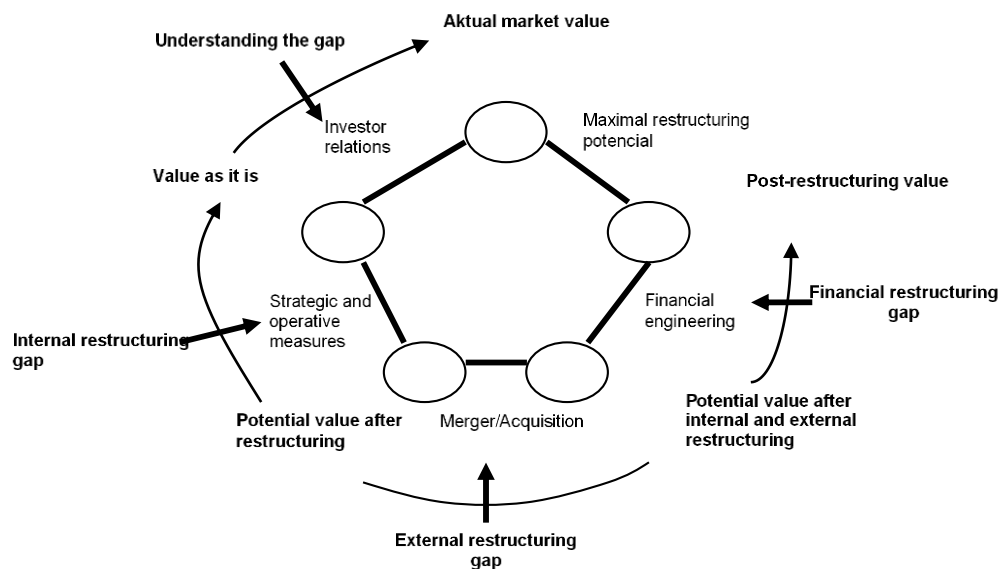 Aktual market value
Understanding the gap
Investor
relations
Maximal restructuring
potencial
Value as it is
Post-restructuring value
Strategic and
operative
measures
Financial
engineering
Financial restructuring
gap
Internal restructuring
gap
Potential value after
restructuring
Merger/Acquisition
Potential value after
internal and external
restructuring
External restructuring
gap